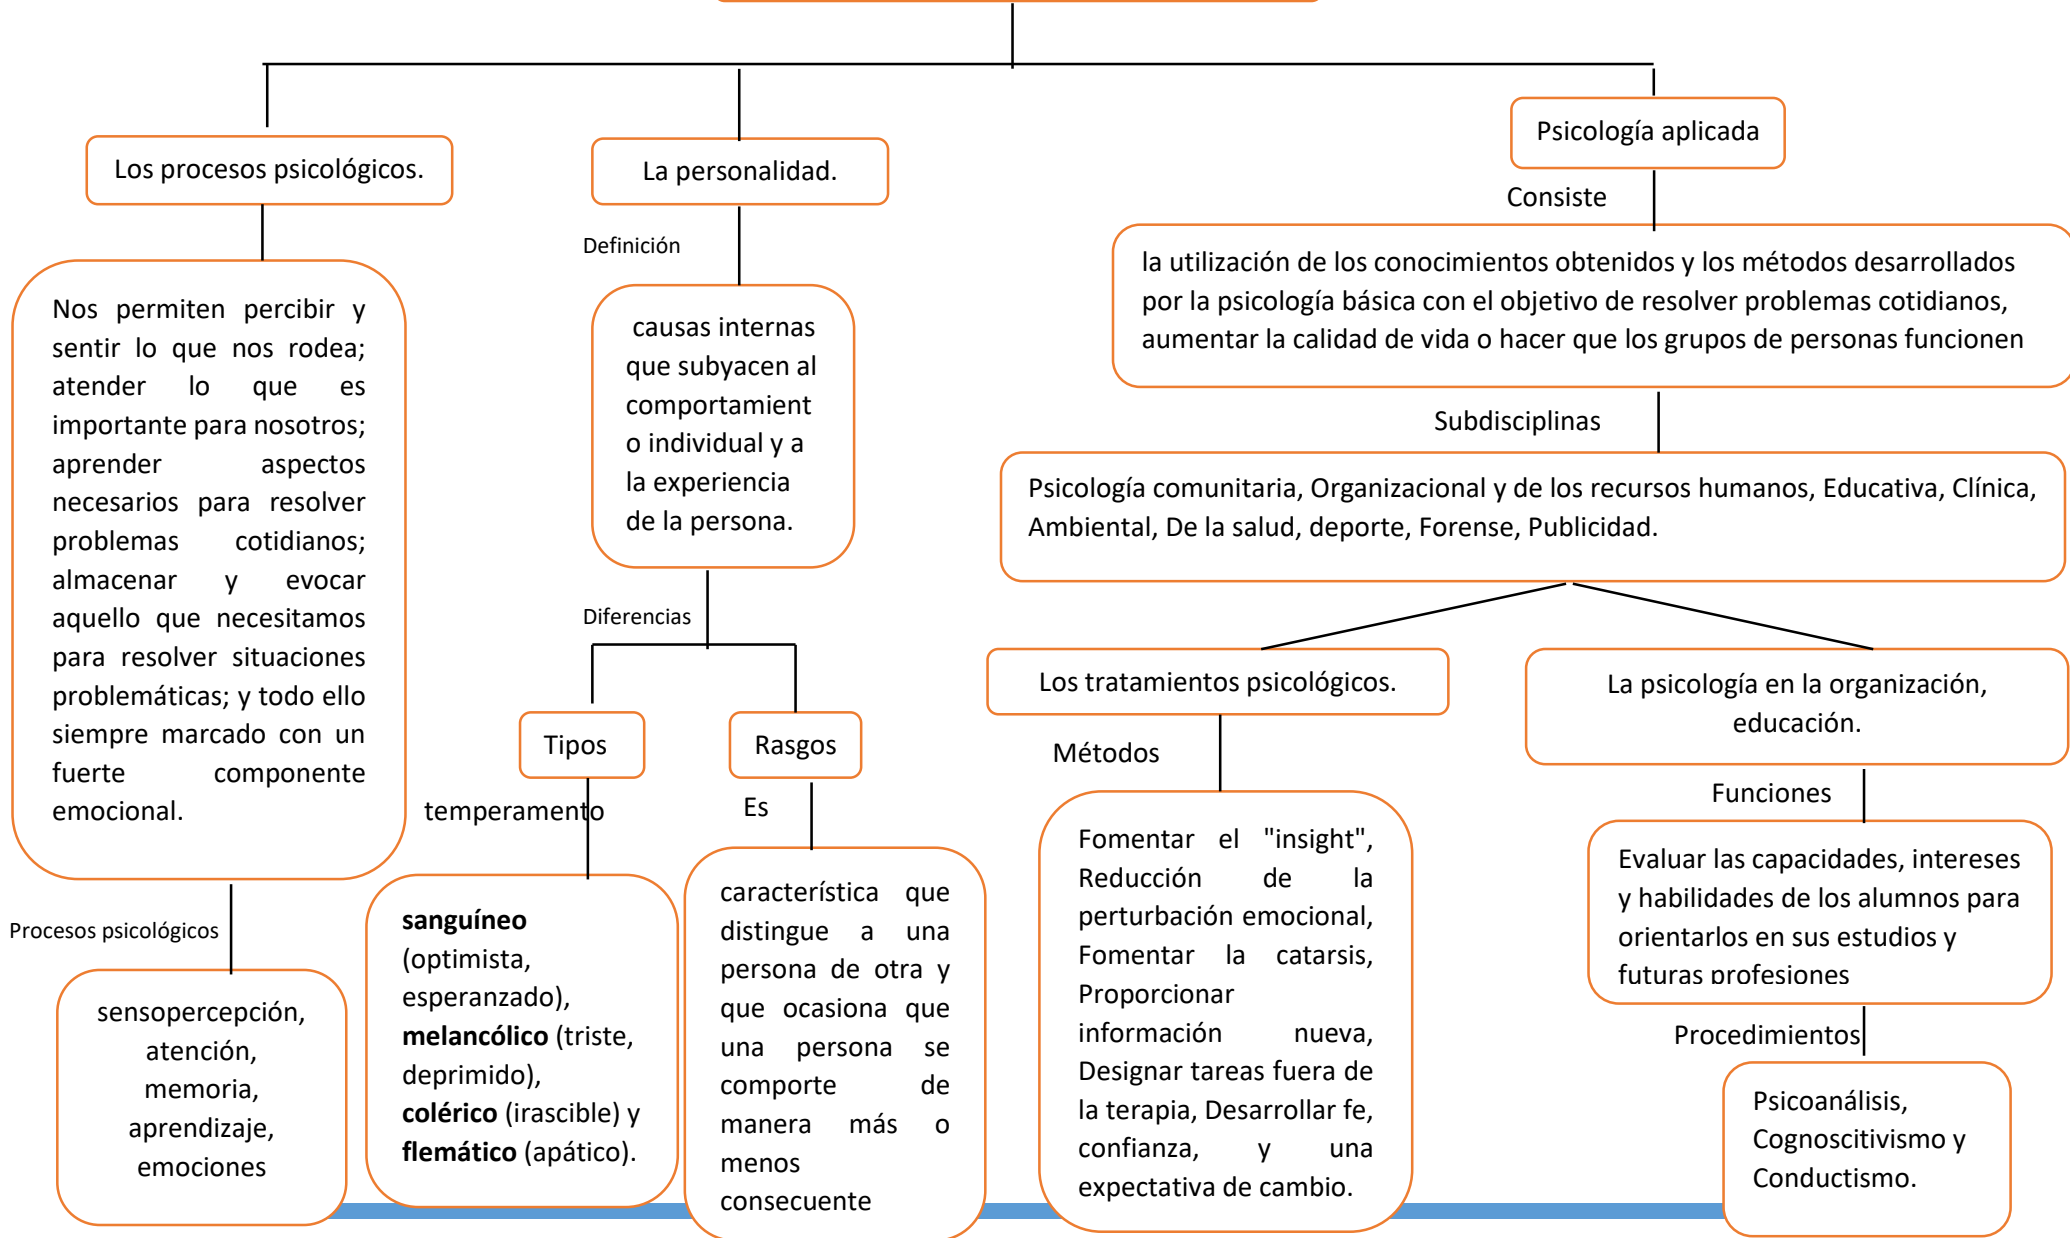 Los procesos psicológicos.
Nos permiten percibir y
sentir lo que nos rodea;
atender lo que es
importante para nosotros;
aprender aspectos
necesarios para resolver
problemas cotidianos;
almacenar y evocar
aquello que necesitamos
para resolver situaciones
problemáticas; y todo ello
siempre marcado con un
fuerte componente
emocional.
Procesos psicológicos
sensopercepción,
atención,
memoria,
aprendizaje,
emociones
La personalidad.
Definición
causas internas
que subyacen al
comportamient
o individual y a
la experiencia
de la persona.
Diferencias
Tipos
temperamento
sanguíneo
(optimista,
esperanzado),
melancólico (triste,
deprimido),
colérico (irascible) y
flemático (apático).
Rasgos
Es
característica que
distingue a una
persona de otra y
que ocasiona que
una persona se
comporte de
manera más o
menos
consecuente
Psicología aplicada
Consiste
la utilización de los conocimientos obtenidos y los métodos desarrollados
por la psicología básica con el objetivo de resolver problemas cotidianos,
aumentar la calidad de vida o hacer que los grupos de personas funcionen
Subdisciplinas
Psicología comunitaria, Organizacional y de los recursos humanos, Educativa, Clínica,
Ambiental, De la salud, deporte, Forense, Publicidad.
Los tratamientos psicológicos.
Métodos
Fomentar el "insight",
Reducción de la
perturbación emocional,
Fomentar la catarsis,
Proporcionar
información nueva,
Designar tareas fuera de
la terapia, Desarrollar fe,
confianza, y una
expectativa de cambio.
La psicología en la organización,
educación.
Funciones
Evaluar las capacidades, intereses
y habilidades de los alumnos para
orientarlos en sus estudios y
futuras profesiones
Procedimientos
Psicoanálisis,
Cognoscitivismo y
Conductismo.